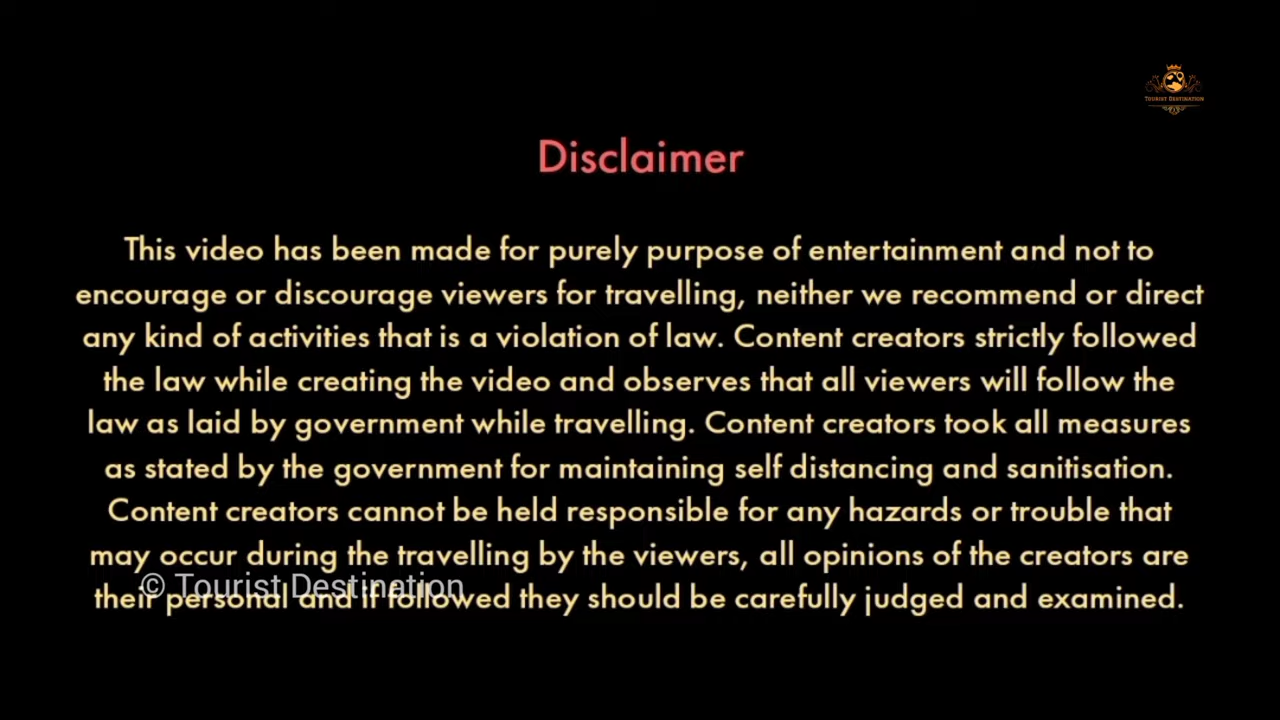 TOURIST DESTINATION
Disclaimer
This video has been made for purely purpose of entertainment and not to
encourage or discourage viewers for travelling, neither we recommend or direct
any kind of activities that is a violation of law. Content creators strictly followed
the law while creating the video and observes that all viewers will follow the
law as laid by government while travelling. Content creators took all measures
as stated by the government for maintaining self distancing and sanitisation.
Content creators cannot be held responsible for any hazards or trouble that
may occur during the travelling by the viewers, all opinions of the creators are
© Tourist Destination
their personal and if followed they should be carefully judged and examined.